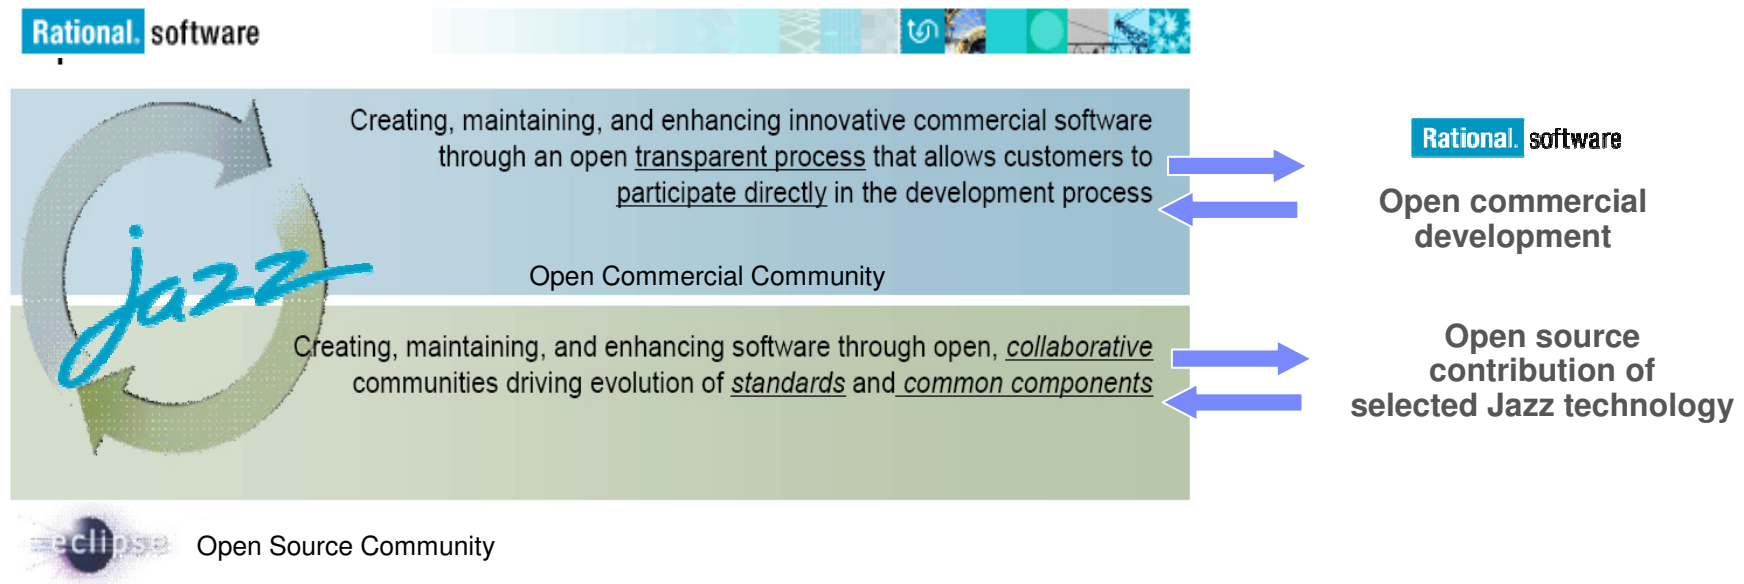 Rational. software
Creating, maintaining, and enhancing innovative commercial software
through an open transparent process that allows customers to
participate directly in the development process
jazz
Open Commercial Community
Rational. software
Open commercial
development
Creating, maintaining, and enhancing software through open, collaborative
communities driving evolution of standards and common components
Open source
contribution of
selected Jazz technology
eclipse
Open Source Community